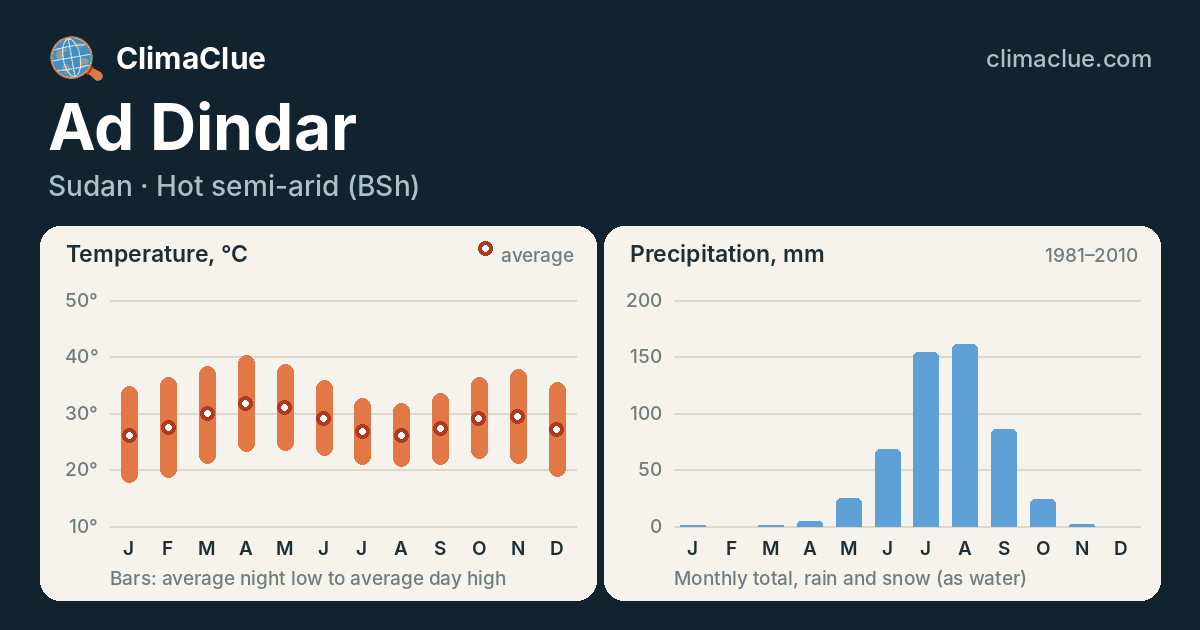 ClimaClue
climaclue.com
Ad Dindar
Sudan · Hot semi-arid (BSh)
Temperature, °C
average
50°
40°
30°
20°
10°
J F M A M J J A S O N D
Bars: average night low to average day high
Precipitation, mm
1981–2010
200
150
100
50
0
J F M A M J J A S O N D
Monthly total, rain and snow (as water)